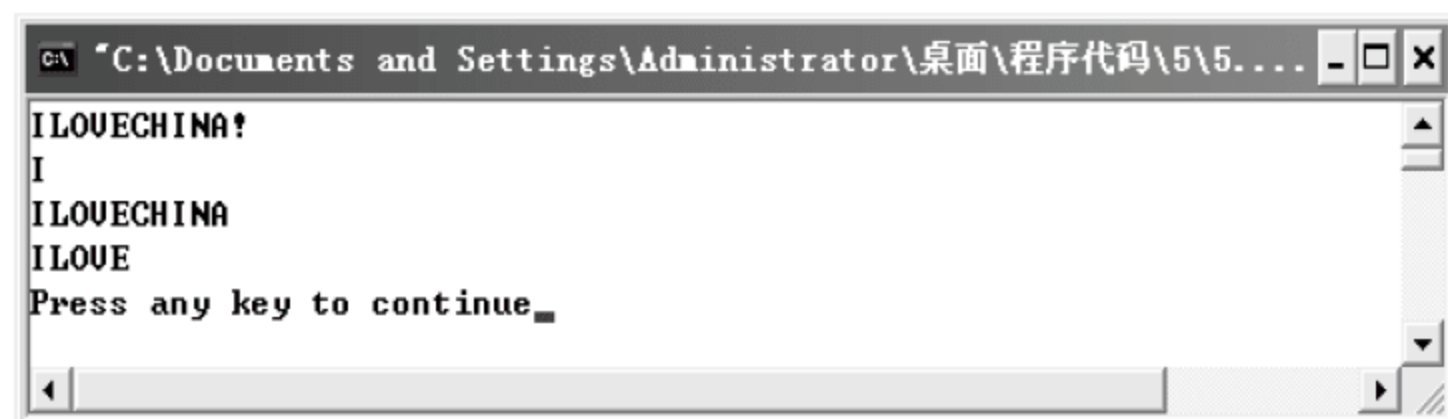 "C:\Documents and Settings\Administrator\桌面\程序代码\5\5....
ILOVECHINA!
I
ILOVECHINA
ILOVE
Press any key to continue_